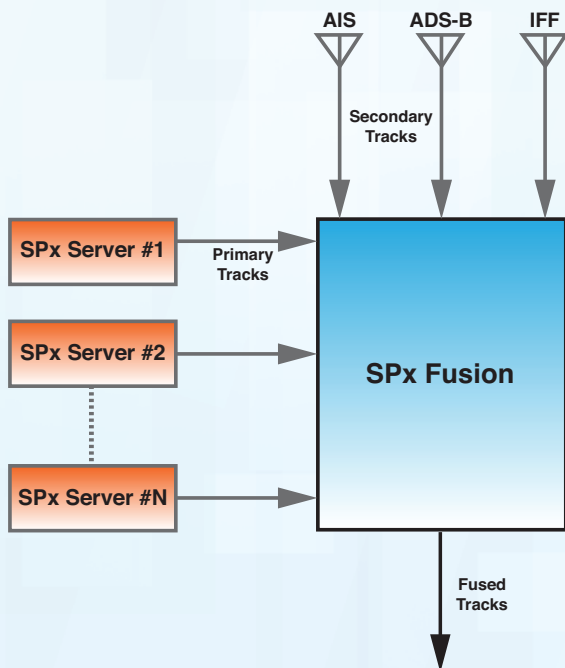 AIS
ADS-B
IFF
Secondary
Tracks
SPx Server #1
Primary
Tracks
SPx Server #2
SPx Fusion
SPx Server #N
Fused
Tracks